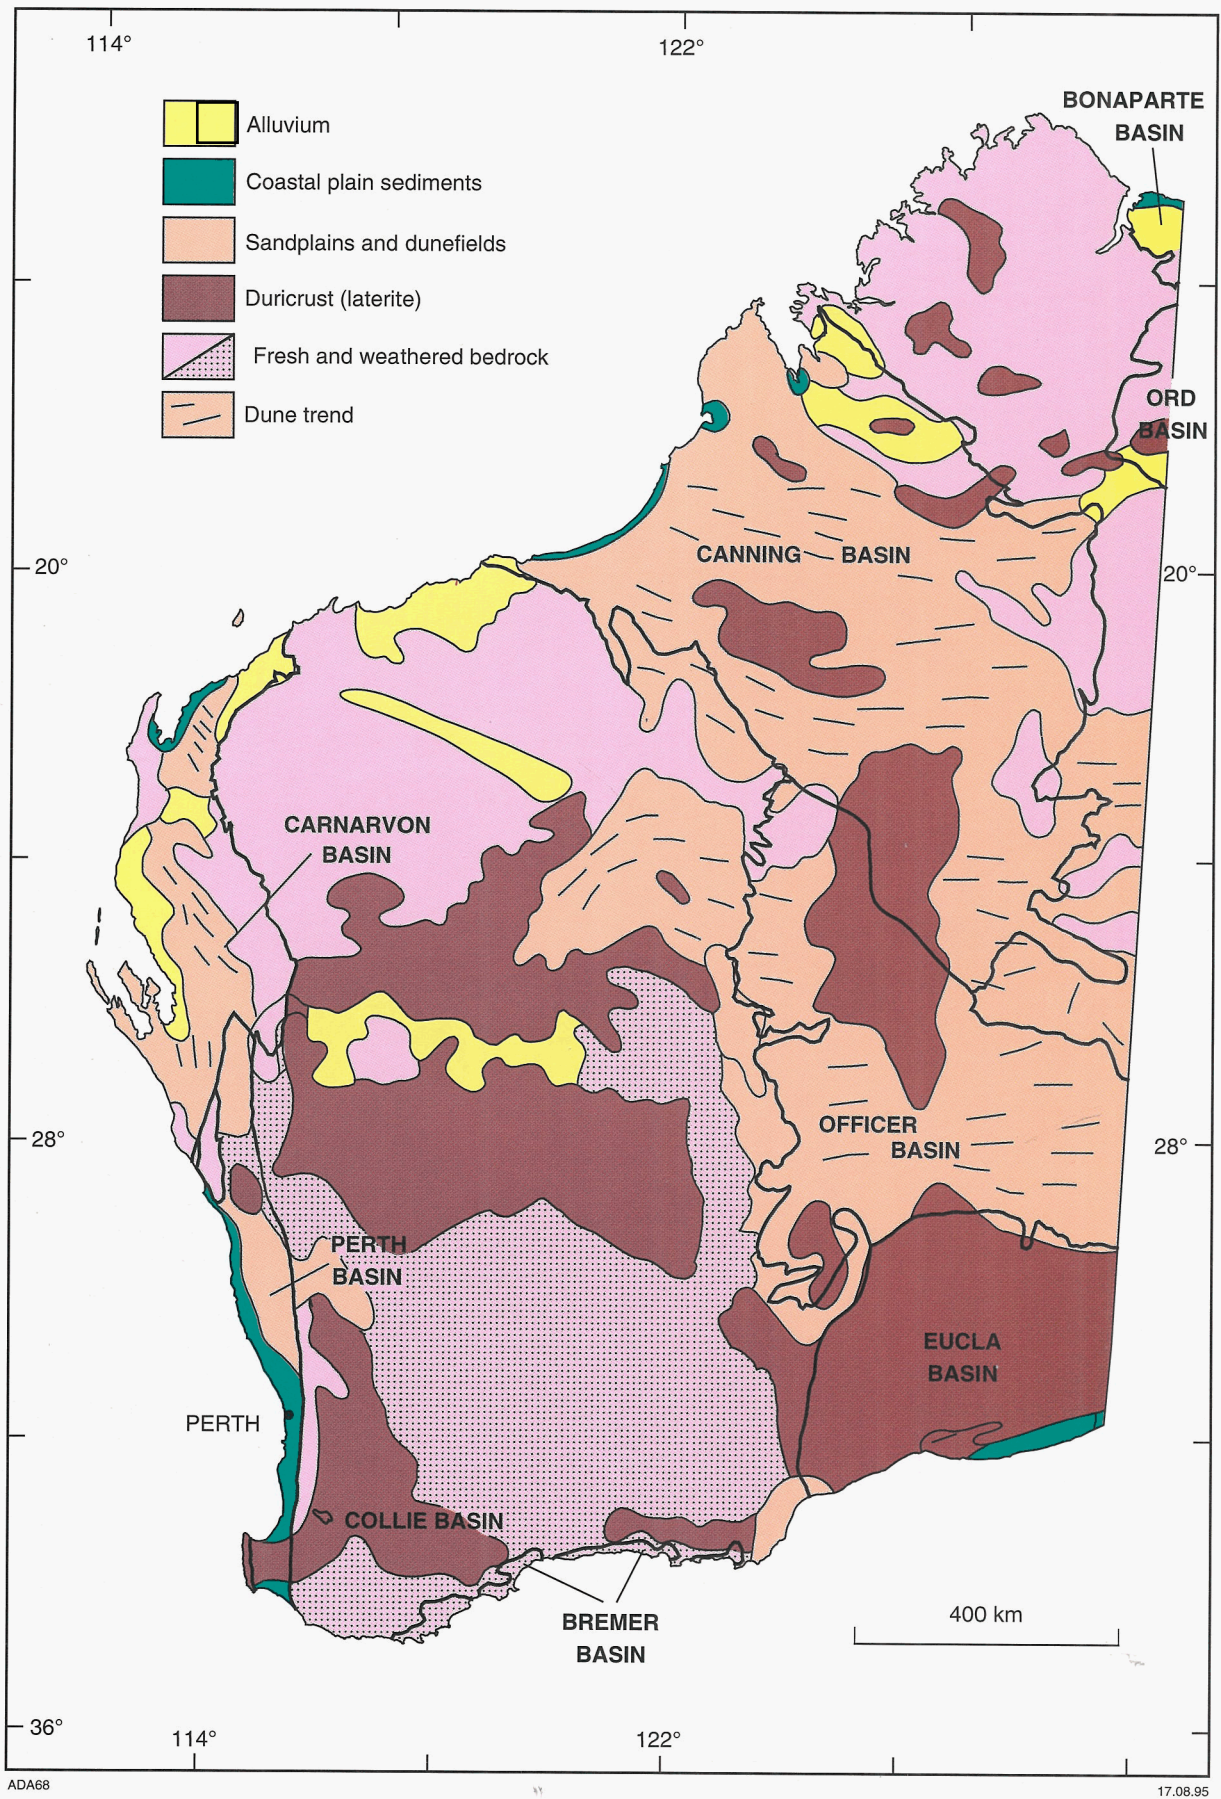 114°
122°
BONAPARTE
BASIN
Alluvium
Coastal plain sediments
Sandplains and dunefields
Duricrust (laterite)
Fresh and weathered bedrock
Dune trend
ORD
BASIN
CANNING BASIN
20°
20°
CARNARVON
BASIN
OFFICER
BASIN
28°
28°
PERTH
BASIN
EUCLA
BASIN
PERTH
COLLIE BASIN
BREMER
BASIN
400 km
36°
114°
122°
ADA68
17.08.95